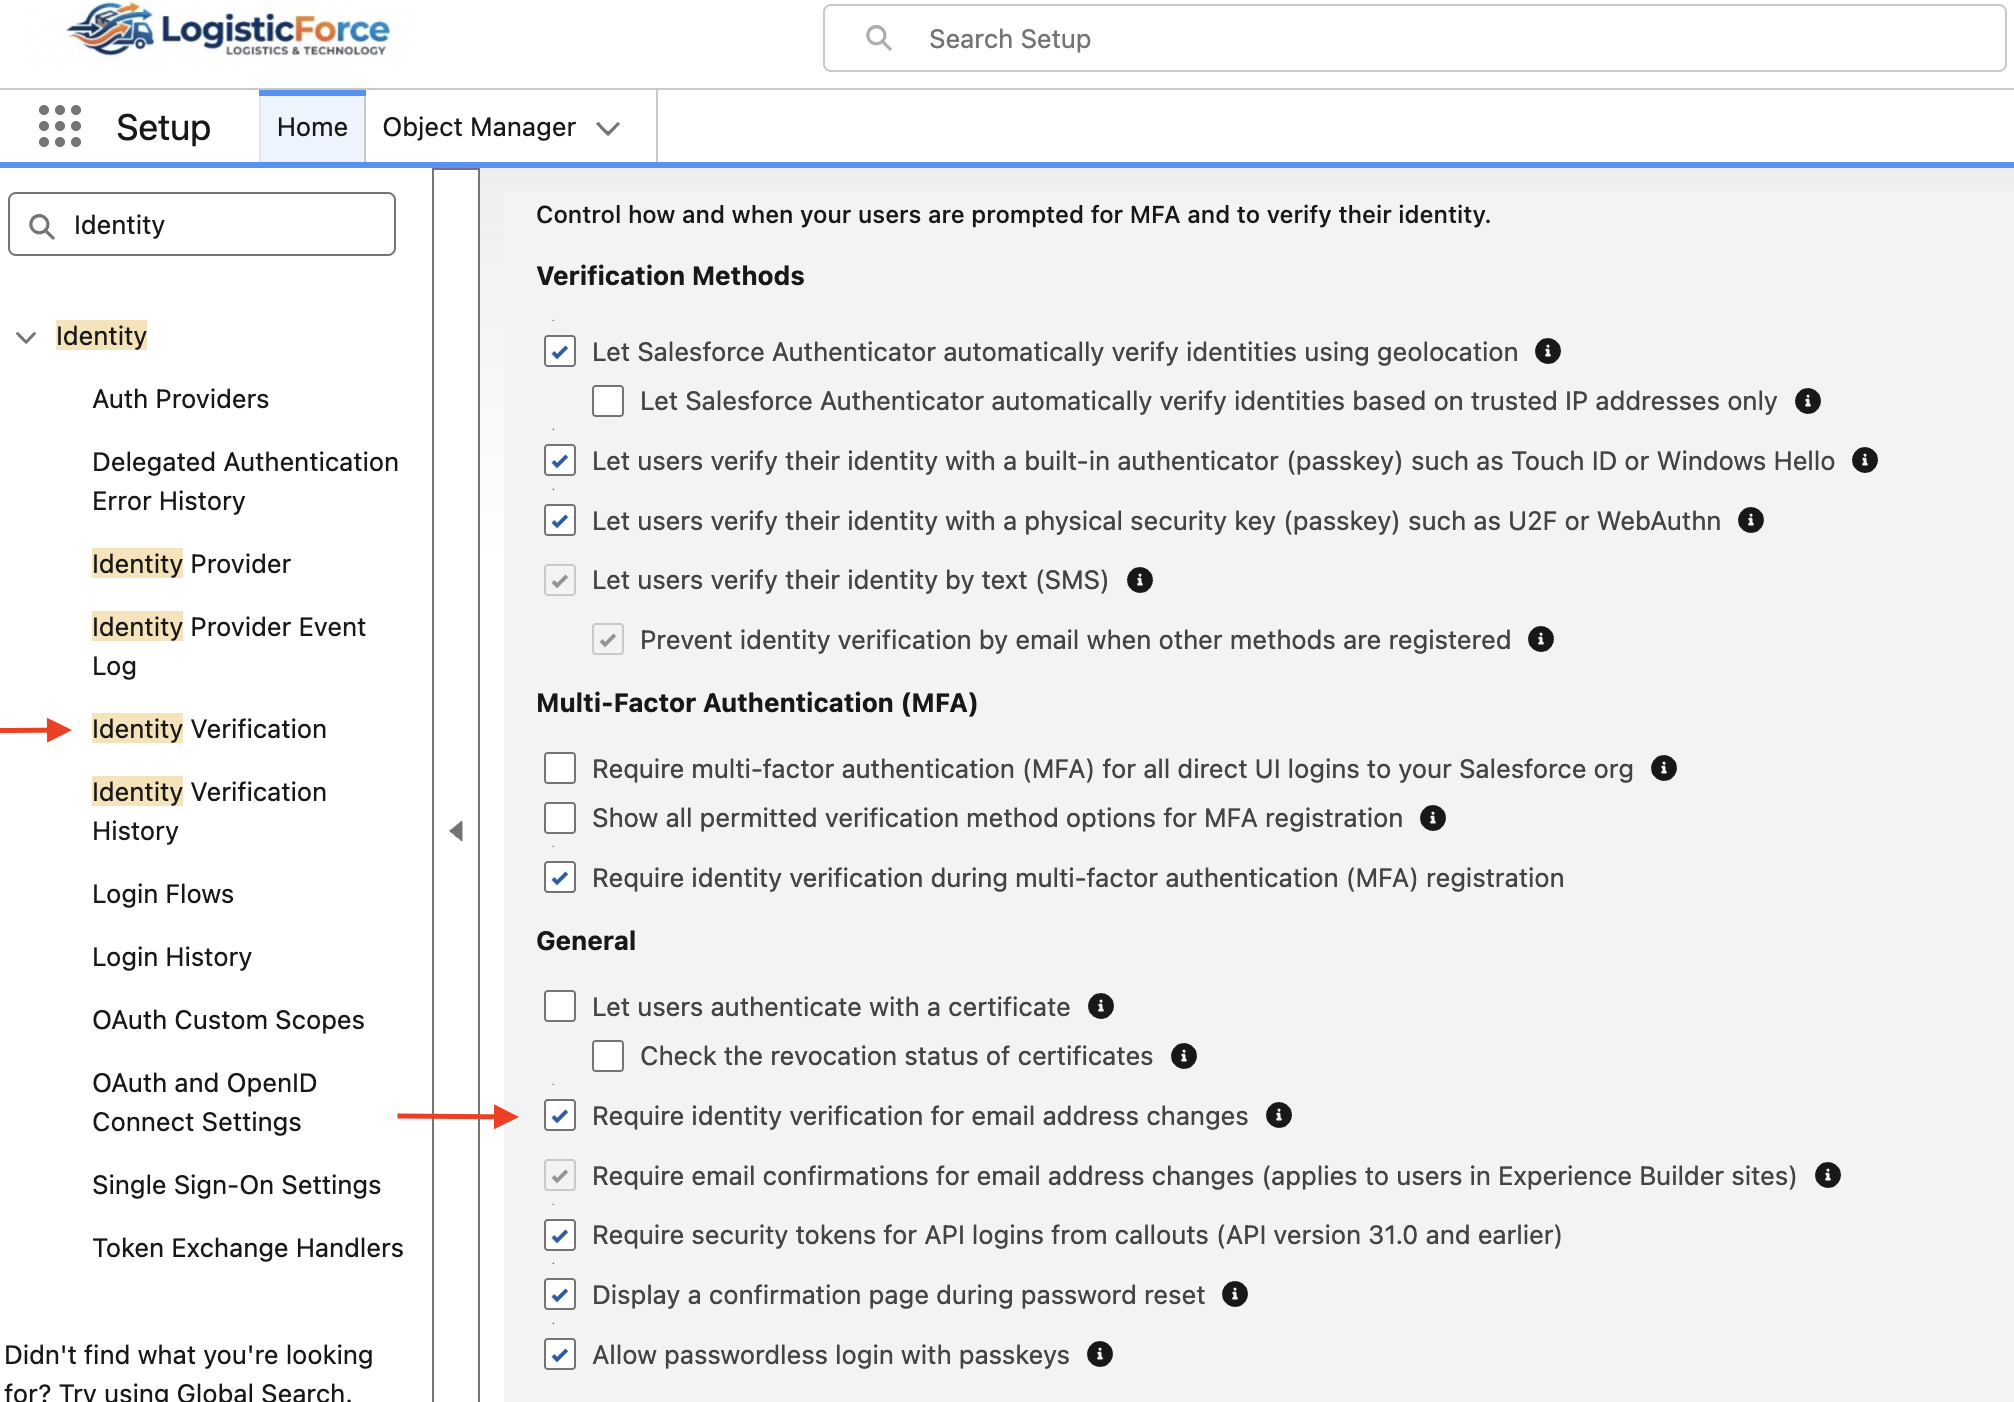 LogisticForce
LOGISTICS & TECHNOLOGY
Search Setup
Setup
Home
Object Manager
Identity
Identity
Auth Providers
Delegated Authentication
Error History
Identity Provider
Identity Provider Event
Log
Identity Verification
Identity Verification
History
Login Flows
Login History
OAuth Custom Scopes
OAuth and OpenID
Connect Settings
Single Sign-On Settings
Token Exchange Handlers
Didn't find what you're looking
for? Try using Global Search.
Control how and when your users are prompted for MFA and to verify their identity.
Verification Methods
Let Salesforce Authenticator automatically verify identities using geolocation
Let Salesforce Authenticator automatically verify identities based on trusted IP addresses only
Let users verify their identity with a built-in authenticator (passkey) such as Touch ID or Windows Hello
Let users verify their identity with a physical security key (passkey) such as U2F or WebAuthn
Let users verify their identity by text (SMS)
Prevent identity verification by email when other methods are registered
Multi-Factor Authentication (MFA)
Require multi-factor authentication (MFA) for all direct UI logins to your Salesforce org
Show all permitted verification method options for MFA registration
Require identity verification during multi-factor authentication (MFA) registration
General
Let users authenticate with a certificate
Check the revocation status of certificates
Require identity verification for email address changes
Require email confirmations for email address changes (applies to users in Experience Builder sites)
Require security tokens for API logins from callouts (API version 31.0 and earlier)
Display a confirmation page during password reset
Allow passwordless login with passkeys